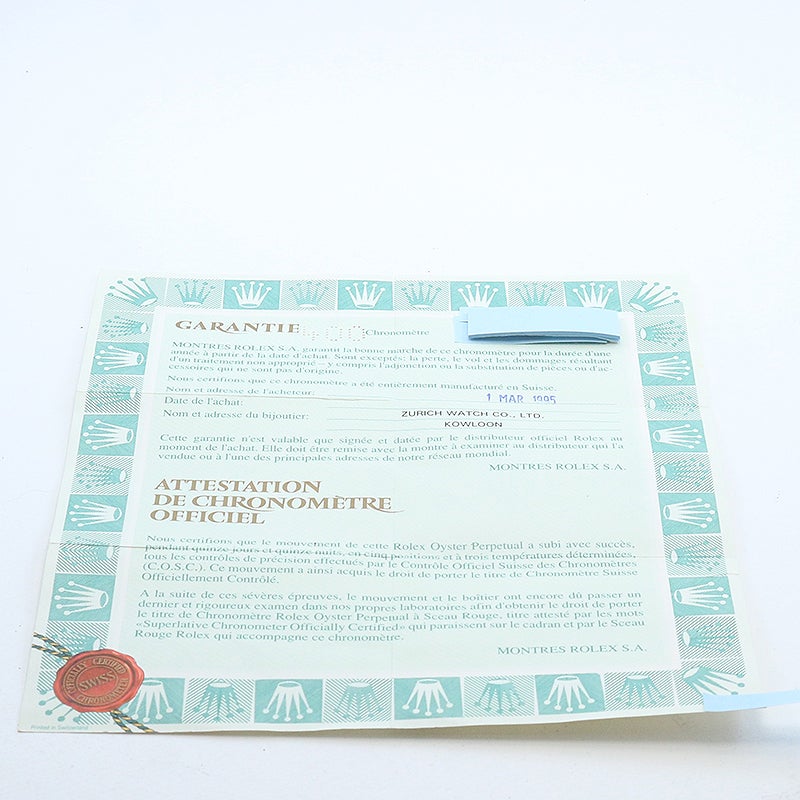 GARANTIE 400 Chronomètre
MONTRES ROLEX S.A. garantit la bonne marche de ce chronomètre pour la durée d'une
année à partir de la date d'achat. Sont exceptés: la perte, le vol et les dommages résultant
d'un traitement non approprié – y compris l'adjonction ou la substitution de pièces ou d'ac-
cessoires qui ne sont pas d'origine.
Nous certifions que ce chronomètre a été entièrement manufacturé en Suisse.
Nom et adresse de l'acheteur:
Date de l'achat: 1 MAR 1995
Nom et adresse du bijoutier: ZURICH WATCH CO., LTD.
KOWLOON
Cette garantie n'est valable que signée et datée par le distributeur officiel Rolex au
moment de l'achat. Elle doit être remise avec la montre à examiner au distributeur qui l'a
vendue ou à l'une des principales adresses de notre réseau mondial.
MONTRES ROLEX S.A.
ATTESTATION
DE CHRONOMÈTRE
OFFICIEL
Nous certifions que le mouvement de cette Rolex Oyster Perpetual a subi avec succès,
pendant quinze jours et quinze nuits, en cinq positions et à trois températures déterminées,
tous les contrôles de précision effectués par le Contrôle Officiel Suisse des Chronomètres
(C.O.S.C.). Ce mouvement a ainsi acquis le droit de porter le titre de Chronomètre Suisse
Officiellement Contrôlé.
A la suite de ces sévères épreuves, le mouvement et le boîtier ont encore dû passer un
dernier et rigoureux examen dans nos propres laboratoires afin d'obtenir le droit de porter
le titre de Chronomètre Rolex Oyster Perpetual à Sceau Rouge, titre attesté par les mots
«Superlative Chronometer Officially Certified» qui paraissent sur le cadran et par le Sceau
Rouge Rolex qui accompagne ce chronomètre.
MONTRES ROLEX S.A.
OFFICIALLY CERTIFIED
SWISS
CHRONOMETER
Printed in Switzerland